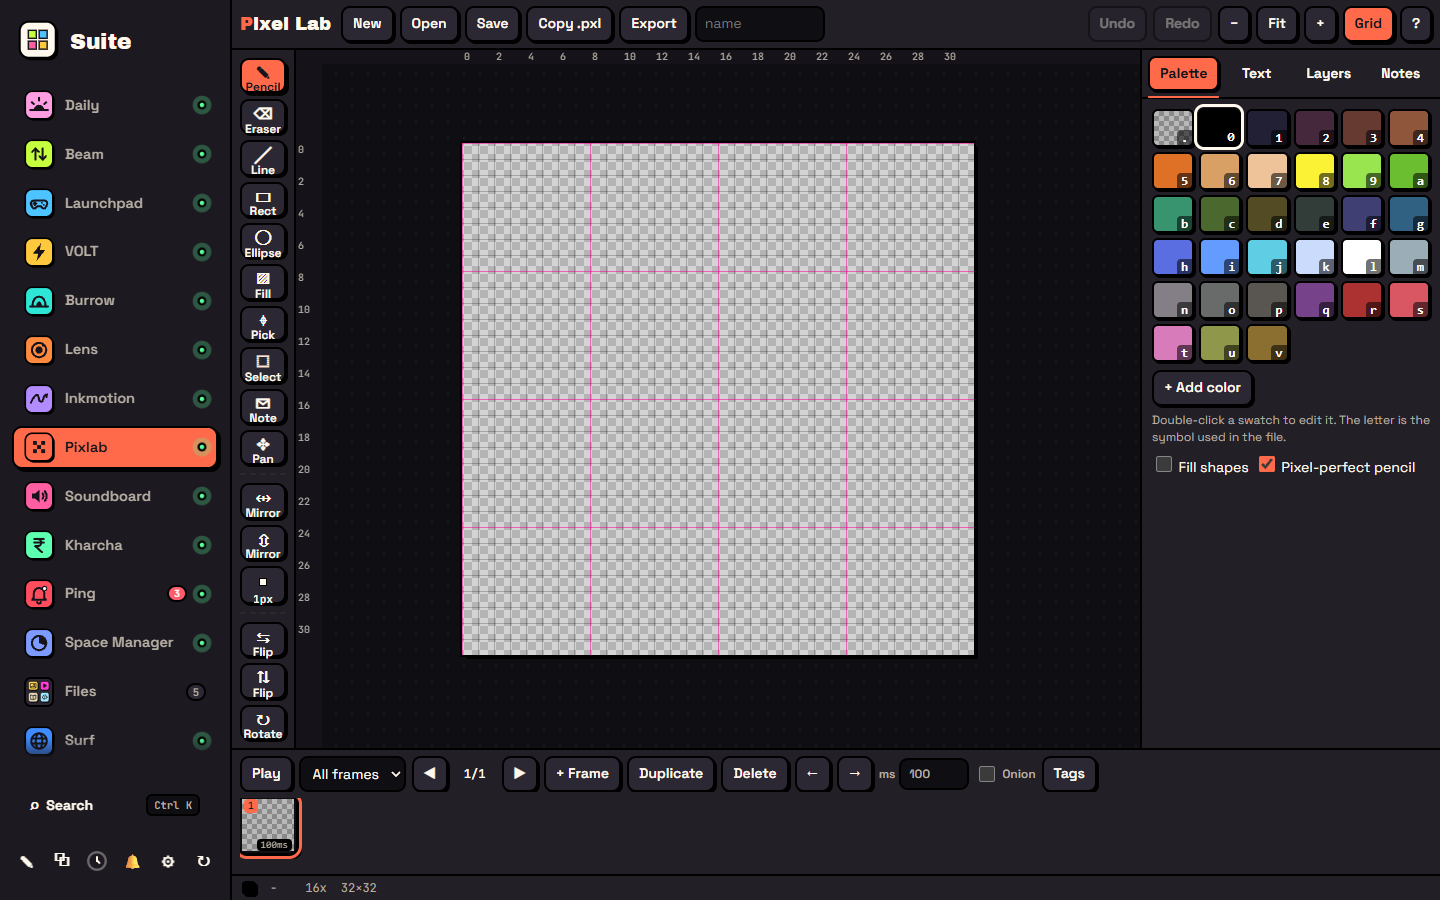 Suite
Daily
Beam
Launchpad
VOLT
Burrow
Lens
Inkmotion
Pixlab
Soundboard
Kharcha
Ping 3
Space Manager
Files 5
Surf
Search Ctrl K
Pixel Lab New Open Save Copy .pxl Export name Undo Redo − Fit + Grid ?
Pencil
Eraser
Line
Rect
Ellipse
Fill
Pick
Select
Note
Pan
Mirror
Mirror
1px
Flip
Flip
Rotate
0 2 4 6 8 10 12 14 16 18 20 22 24 26 28 30
0
2
4
6
8
10
12
14
16
18
20
22
24
26
28
30
Palette Text Layers Notes
. 0 1 2 3 4
5 6 7 8 9 a
b c d e f g
h i j k l m
n o p q r s
t u v
+ Add color
Double-click a swatch to edit it. The letter is the
symbol used in the file.
Fill shapes Pixel-perfect pencil
Play All frames ◀ 1/1 ▶ + Frame Duplicate Delete ← → ms 100 Onion Tags
1
100ms
- 16x 32×32